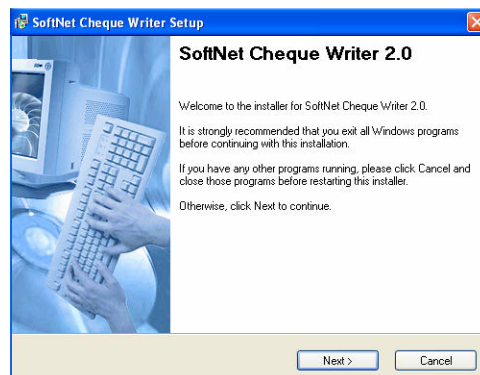 SoftNet Cheque Writer Setup
SoftNet Cheque Writer 2.0
Welcome to the installer for SoftNet Cheque Writer 2.0.
It is strongly recommended that you exit all Windows programs
before continuing with this installation.
If you have any other programs running, please click Cancel and
close those programs before restarting this installer.
Otherwise, click Next to continue.
Next >
Cancel